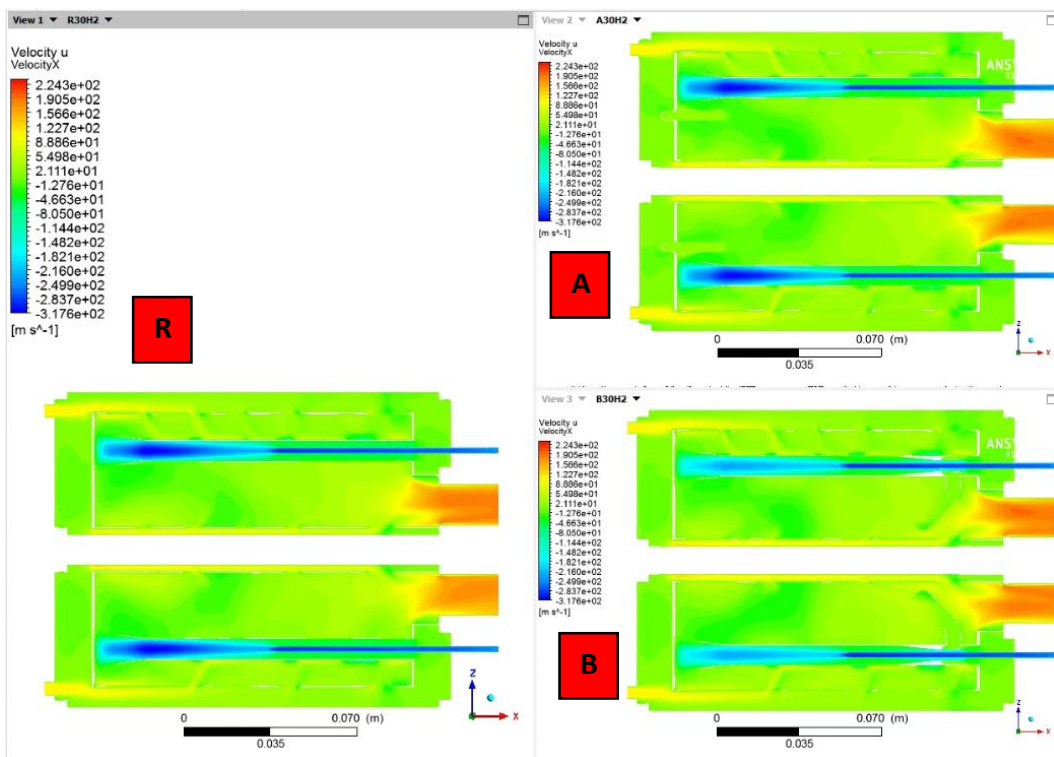 View 1 R30H2
Velocity u
VelocityX
2.243e+02
1.905e+02
1.566e+02
1.227e+02
8.886e+01
5.498e+01
2.111e+01
-1.276e+01
-4.663e+01
-8.050e+01
-1.144e+02
-1.482e+02
-1.821e+02
-2.160e+02
-2.499e+02
-2.837e+02
-3.176e+02
[m s^-1]
R
0 0.070 (m)
0.035
Z
X
View 2 A30H2
Velocity u
VelocityX
2.243e+02
1.905e+02
1.566e+02
1.227e+02
8.886e+01
5.498e+01
2.111e+01
-1.276e+01
-4.663e+01
-8.050e+01
-1.144e+02
-1.482e+02
-1.821e+02
-2.160e+02
-2.499e+02
-2.837e+02
-3.176e+02
[m s^-1]
ANSY
A
0 0.070 (m)
0.035
Z
X
View 3 B30H2
Velocity u
VelocityX
2.243e+02
1.905e+02
1.566e+02
1.227e+02
8.886e+01
5.498e+01
2.111e+01
-1.276e+01
-4.663e+01
-8.050e+01
-1.144e+02
-1.482e+02
-1.821e+02
-2.160e+02
-2.499e+02
-2.837e+02
-3.176e+02
[m s^-1]
ANSY
B
0 0.070 (m)
0.035
Z
X